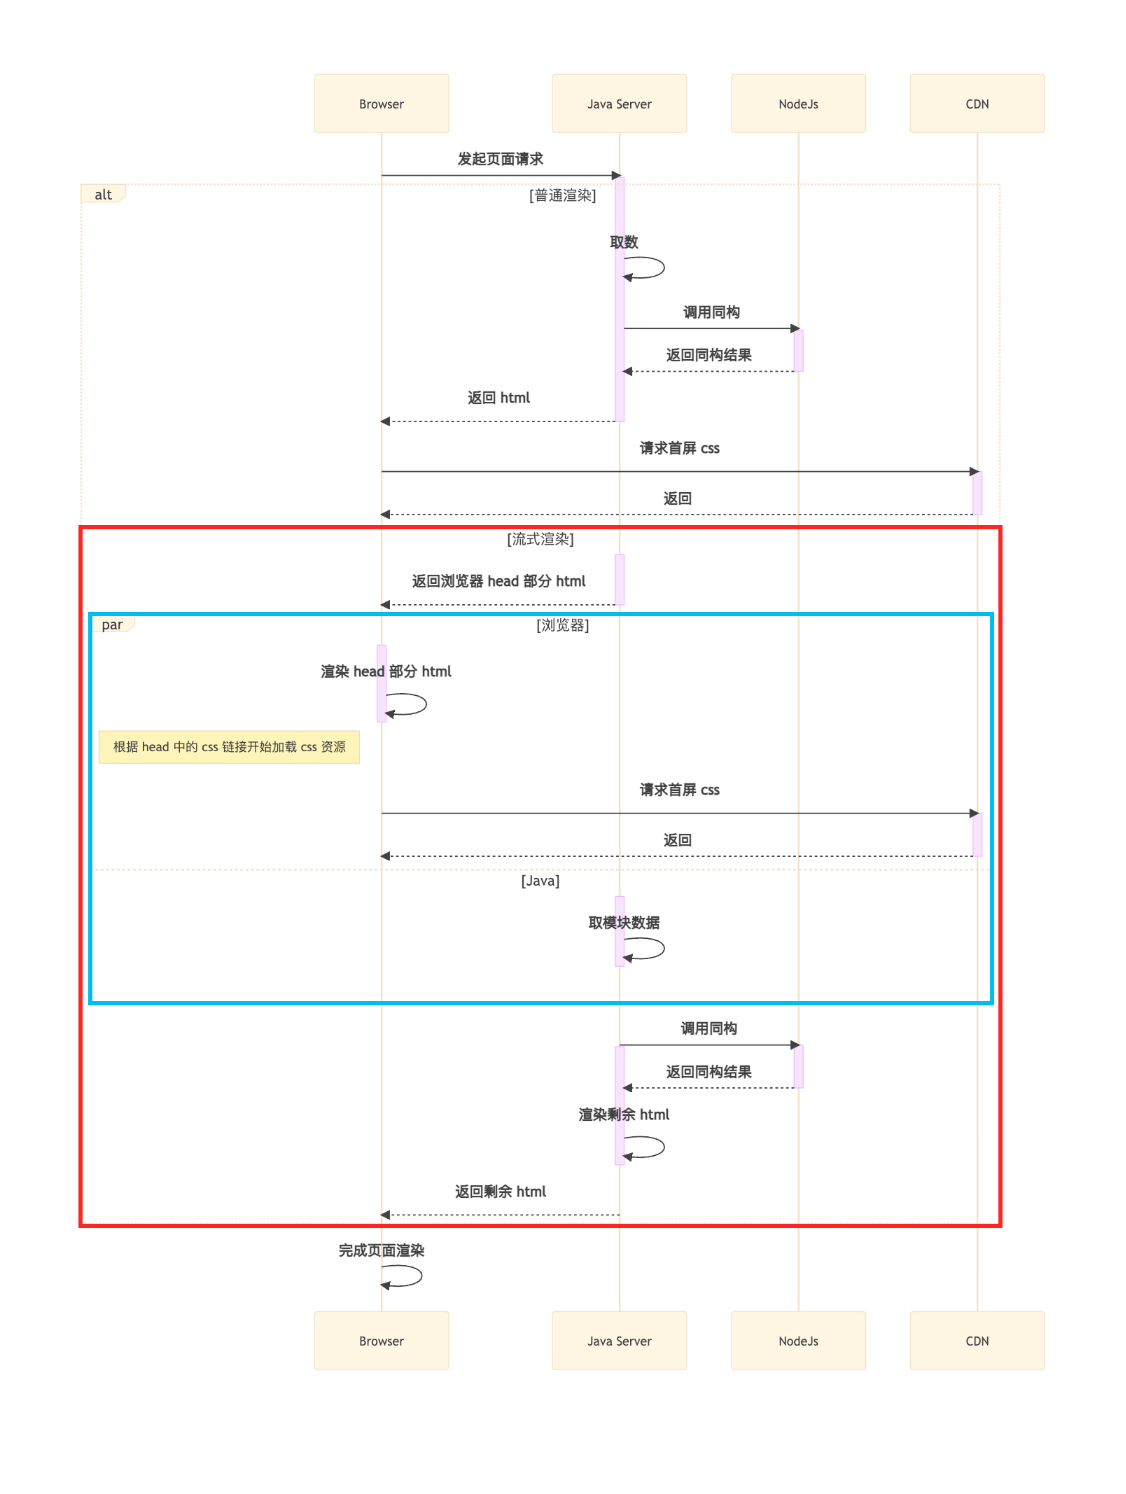 Browser
Java Server
NodeJs
CDN
发起页面请求
alt
[普通渲染]
取数
调用同构
返回同构结果
返回 html
请求首屏 css
返回
[流式渲染]
返回浏览器 head 部分 html
par
[浏览器]
渲染 head 部分 html
根据 head 中的 css 链接开始加载 css 资源
请求首屏 css
返回
[Java]
取模块数据
调用同构
返回同构结果
渲染剩余 html
返回剩余 html
完成页面渲染
Browser
Java Server
NodeJs
CDN